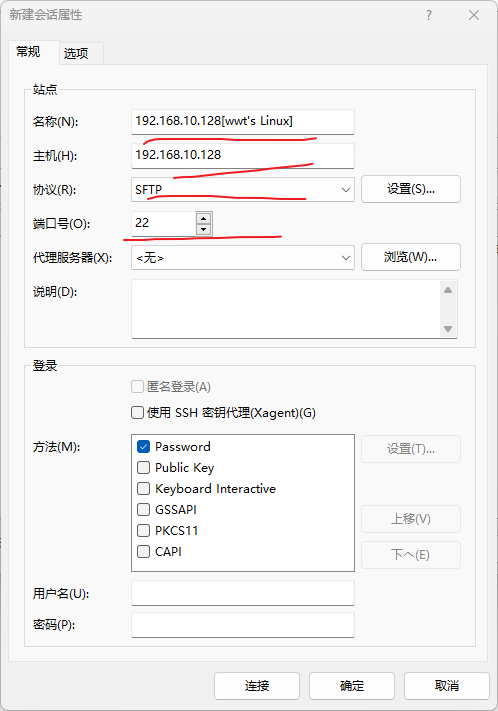 新建会话属性
常规 选项
站点
名称(N): 192.168.10.128[wwt's Linux]
主机(H): 192.168.10.128
协议(R): SFTP 设置(S)...
端口号(O): 22
代理服务器(X): <无> 浏览(W)...
说明(D):
登录
匿名登录(A)
使用 SSH 密钥代理(Xagent)(G)
方法(M): Password 设置(T)...
Public Key
Keyboard Interactive
GSSAPI 上移(V)
PKCS11
CAPI 下へ(E)
用户名(U):
密码(P):
连接 确定 取消